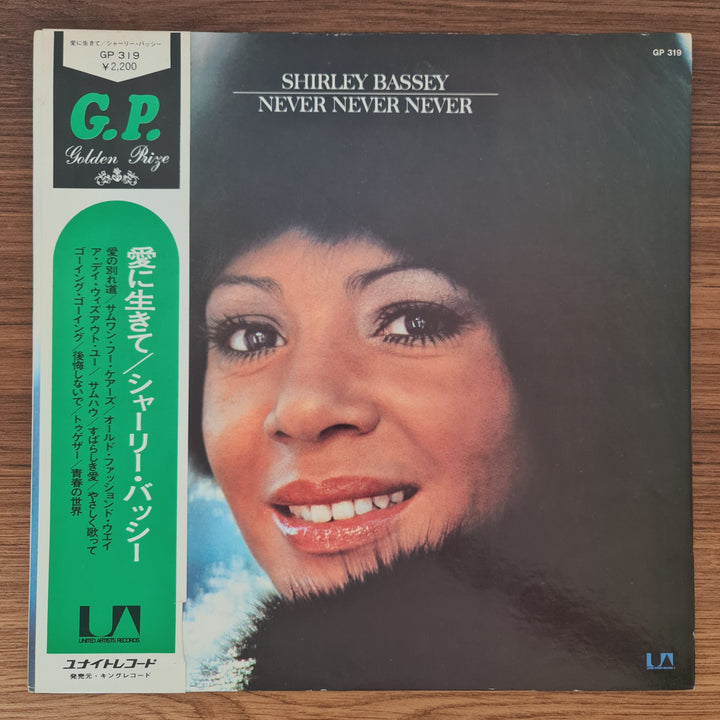 愛に生きて/シャーリー・バッシー
GP 319
¥2,200
G.P.
Golden Prize
愛に生きて/シャーリー・バッシー
愛の別れ道/サムワン・フー・ケアーズ/オールド・ファッションド・ウエイ
ア・デイ・ウィズアウト・ユー/サムハウ/すばらしき愛/やさしく歌って
ゴーイング・ゴーイング/後悔しないで/トゥゲザー/青春の世界
UA
UNITED ARTISTS RECORDS
ユナイトレコード
発売元・キングレコード
GP 319
SHIRLEY BASSEY
NEVER NEVER NEVER
UA